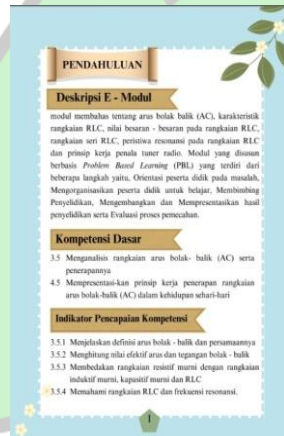 PENDAHULUAN
Deskripsi E - Modul
modul membahas tentang arus bolak balik (AC), karakteristik
rangkaian RLC, nilai besaran - besaran pada rangkaian RLC,
rangkaian seri RLC, peristiwa resonansi pada rangkaian RLC
dan prinsip kerja penala tuner radio. Modul yang disusun
berbasis Problem Based Learning (PBL) yang terdiri dari
beberapa langkah yaitu, Orientasi peserta didik pada masalah,
Mengorganisasikan peserta didik untuk belajar, Membimbing
Penyelidikan, Mengembangkan dan Mempresentasikan hasil
penyelidikan serta Evaluasi proses pemecahan.
Kompetensi Dasar
3.5 Menganalisis rangkaian arus bolak- balik (AC) serta
penerapannya
4.5 Mempresentasi-kan prinsip kerja penerapan rangkaian
arus bolak-balik (AC) dalam kehidupan sehari-hari
Indikator Pencapaian Kompetensi
3.5.1 Menjelaskan definisi arus bolak - balik dan persamaannya
3.5.2 Menghitung nilai efektif arus dan tegangan bolak - balik
3.5.3 Membedakan rangkaian resistif murni dengan rangkaian
induktif murni, kapasitif murni dan RLC
3.5.4 Memahami rangkaian RLC dan frekuensi resonansi.
1